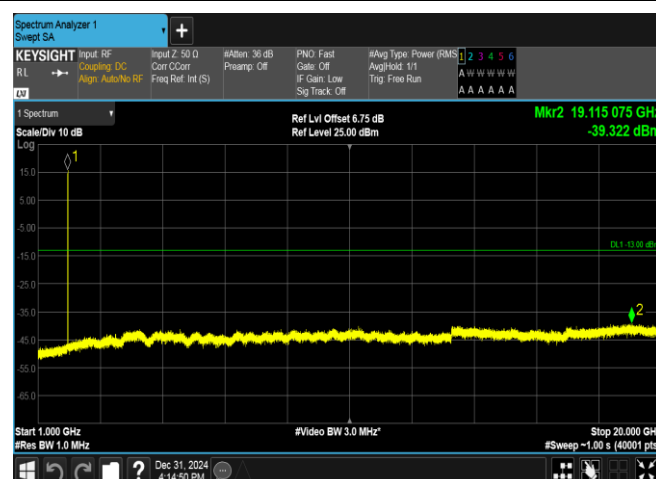 Spectrum Analyzer 1
Swept SA
+
KEYSIGHT Input: RF Input Z: 50 Ω #Atten: 36 dB PNO: Fast #Avg Type: Power (RMS 1 2 3 4 5 6
RL Coupling: DC Corr CCorr Preamp: Off Gate: Off Avg|Hold: 1/1 A W W W W W
Align: Auto/No RF Freq Ref: Int (S) IF Gain: Low Trig: Free Run
LXI Sig Track: Off A A A A A A
1 Spectrum Ref Lvl Offset 6.75 dB Mkr2 19.115 075 GHz
Scale/Div 10 dB Ref Level 25.00 dBm -39.322 dBm
Log
1
15.0
5.00
-5.00
-15.0
DL1 -13.00 dBm
-25.0
-35.0
2
-45.0
-55.0
-65.0
Start 1.000 GHz #Video BW 3.0 MHz* Stop 20.000 GH
#Res BW 1.0 MHz #Sweep ~1.00 s (40001 pts
? Dec 31, 2024
4:14:50 PM